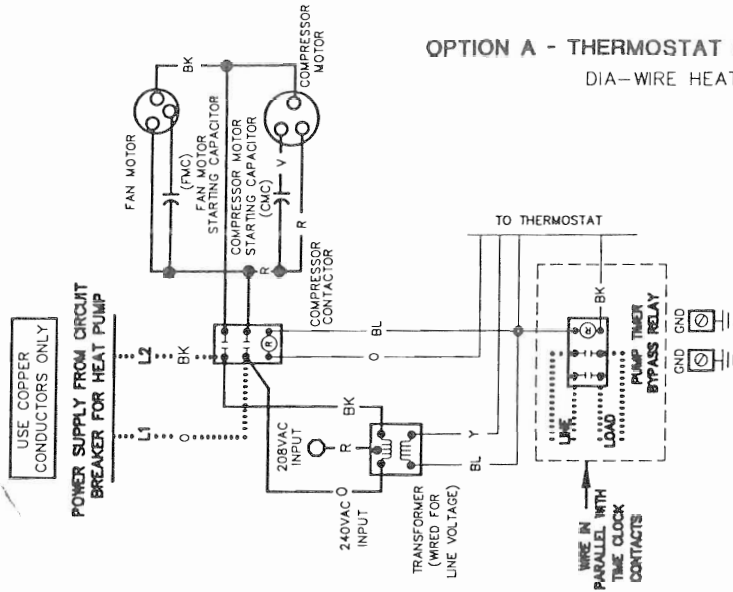 OPTION A - THERMOSTAT
DIA-WIRE HEAT
USE COPPER
CONDUCTORS ONLY
POWER SUPPLY FROM CIRCUIT
BREAKER FOR HEAT PUMP
L1
L2
O
BK
FAN MOTOR
(FMC)
FAN MOTOR
STARTING CAPACITOR
COMPRESSOR MOTOR
STARTING CAPACITOR
(CMC)
COMPRESSOR
MOTOR
BK
V
R
R
COMPRESSOR
CONTACTOR
R
BL
O
BK
208VAC
INPUT
R
240VAC
INPUT
O
TRANSFORMER
(WIRED FOR
LINE VOLTAGE)
Y
BL
TO THERMOSTAT
BK
R
LINE
LOAD
PUMP TIMER
BYPASS RELAY
GND
GND
WIRE IN
PARALLEL WITH
TIME CLOCK
CONTACTS